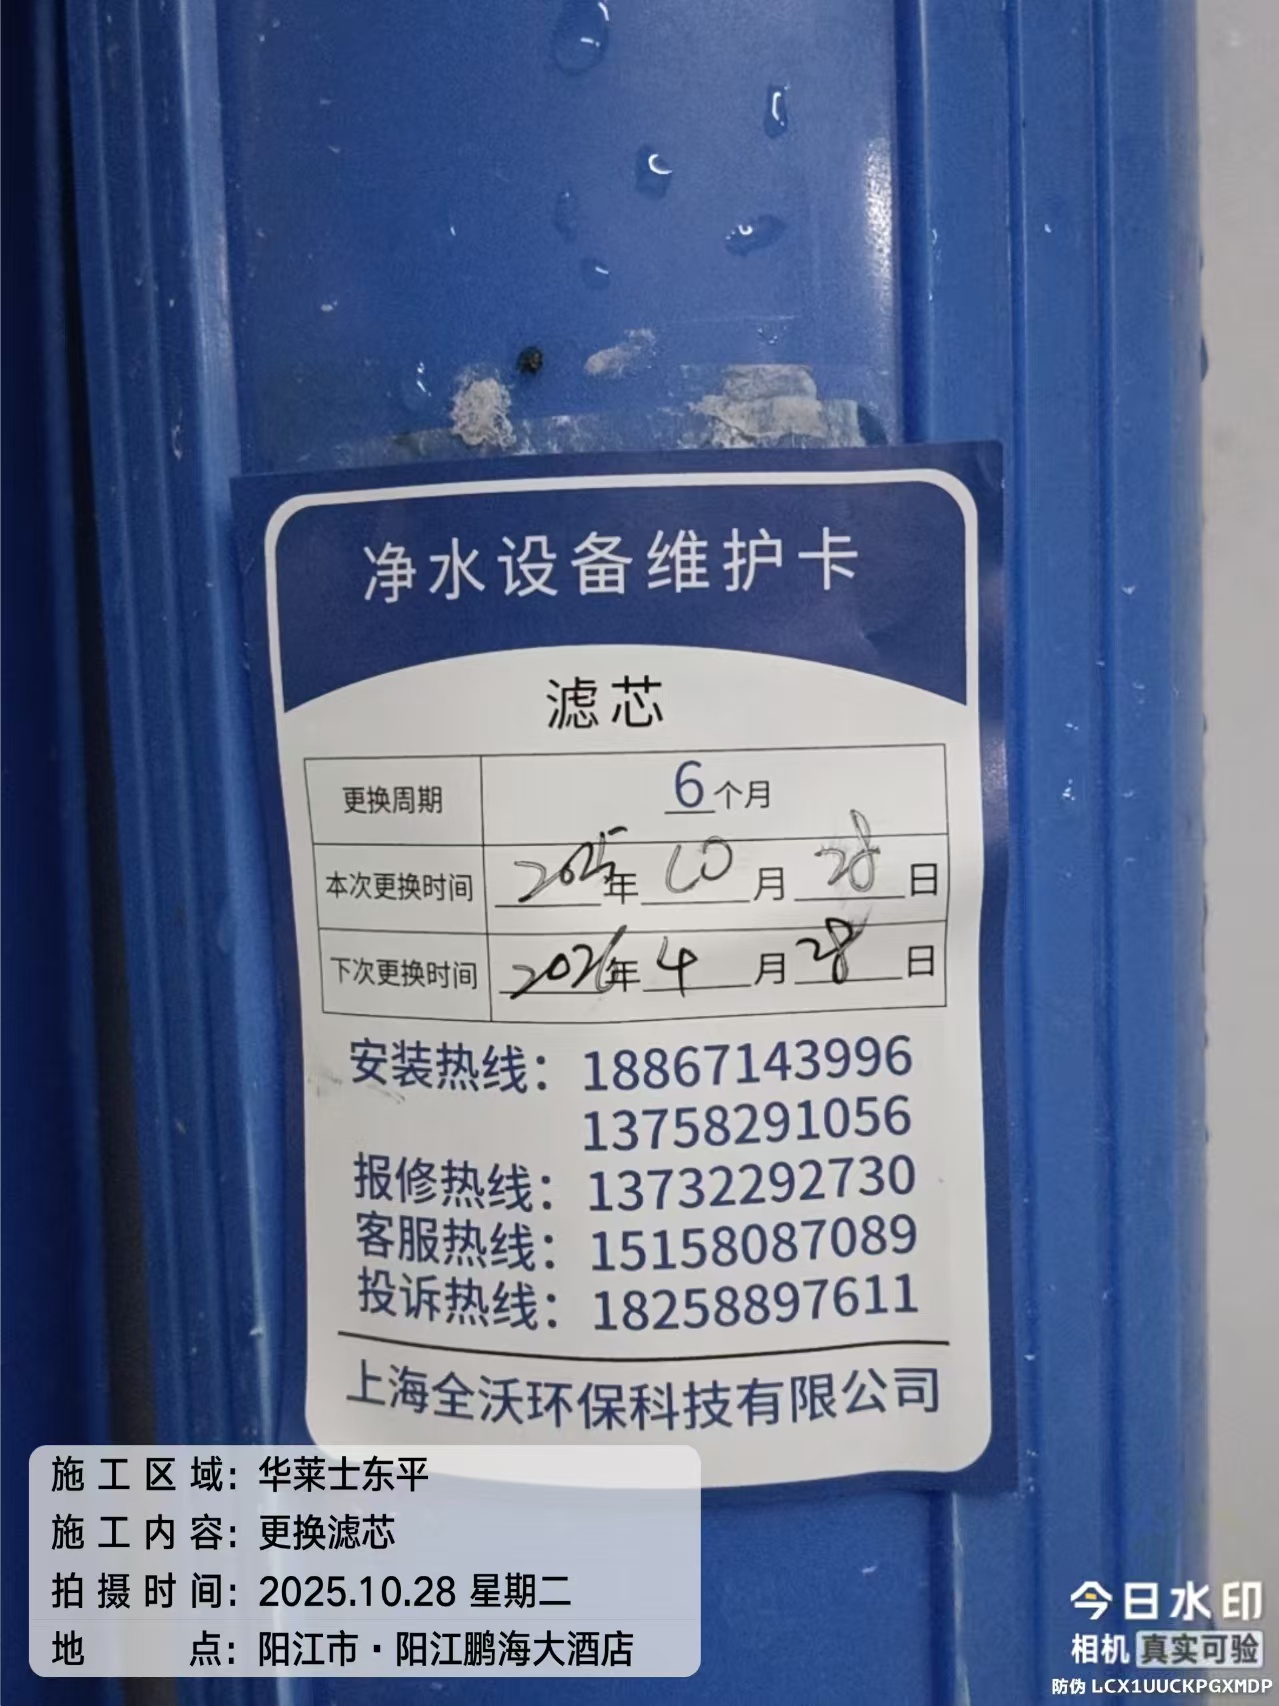 净水设备维护卡
滤芯
更换周期 6个月
本次更换时间 2025年10月28日
下次更换时间 2026年4月28日
安装热线：18867143996
13758291056
报修热线：13732292730
客服热线：15158087089
投诉热线：18258897611
上海全沃环保科技有限公司
施工区域：华莱士东平
施工内容：更换滤芯
拍摄时间：2025.10.28 星期二
地点：阳江市·阳江鹏海大酒店
今日水印
相机 真实可验
防伪 LCX1UUCKPGXMDP